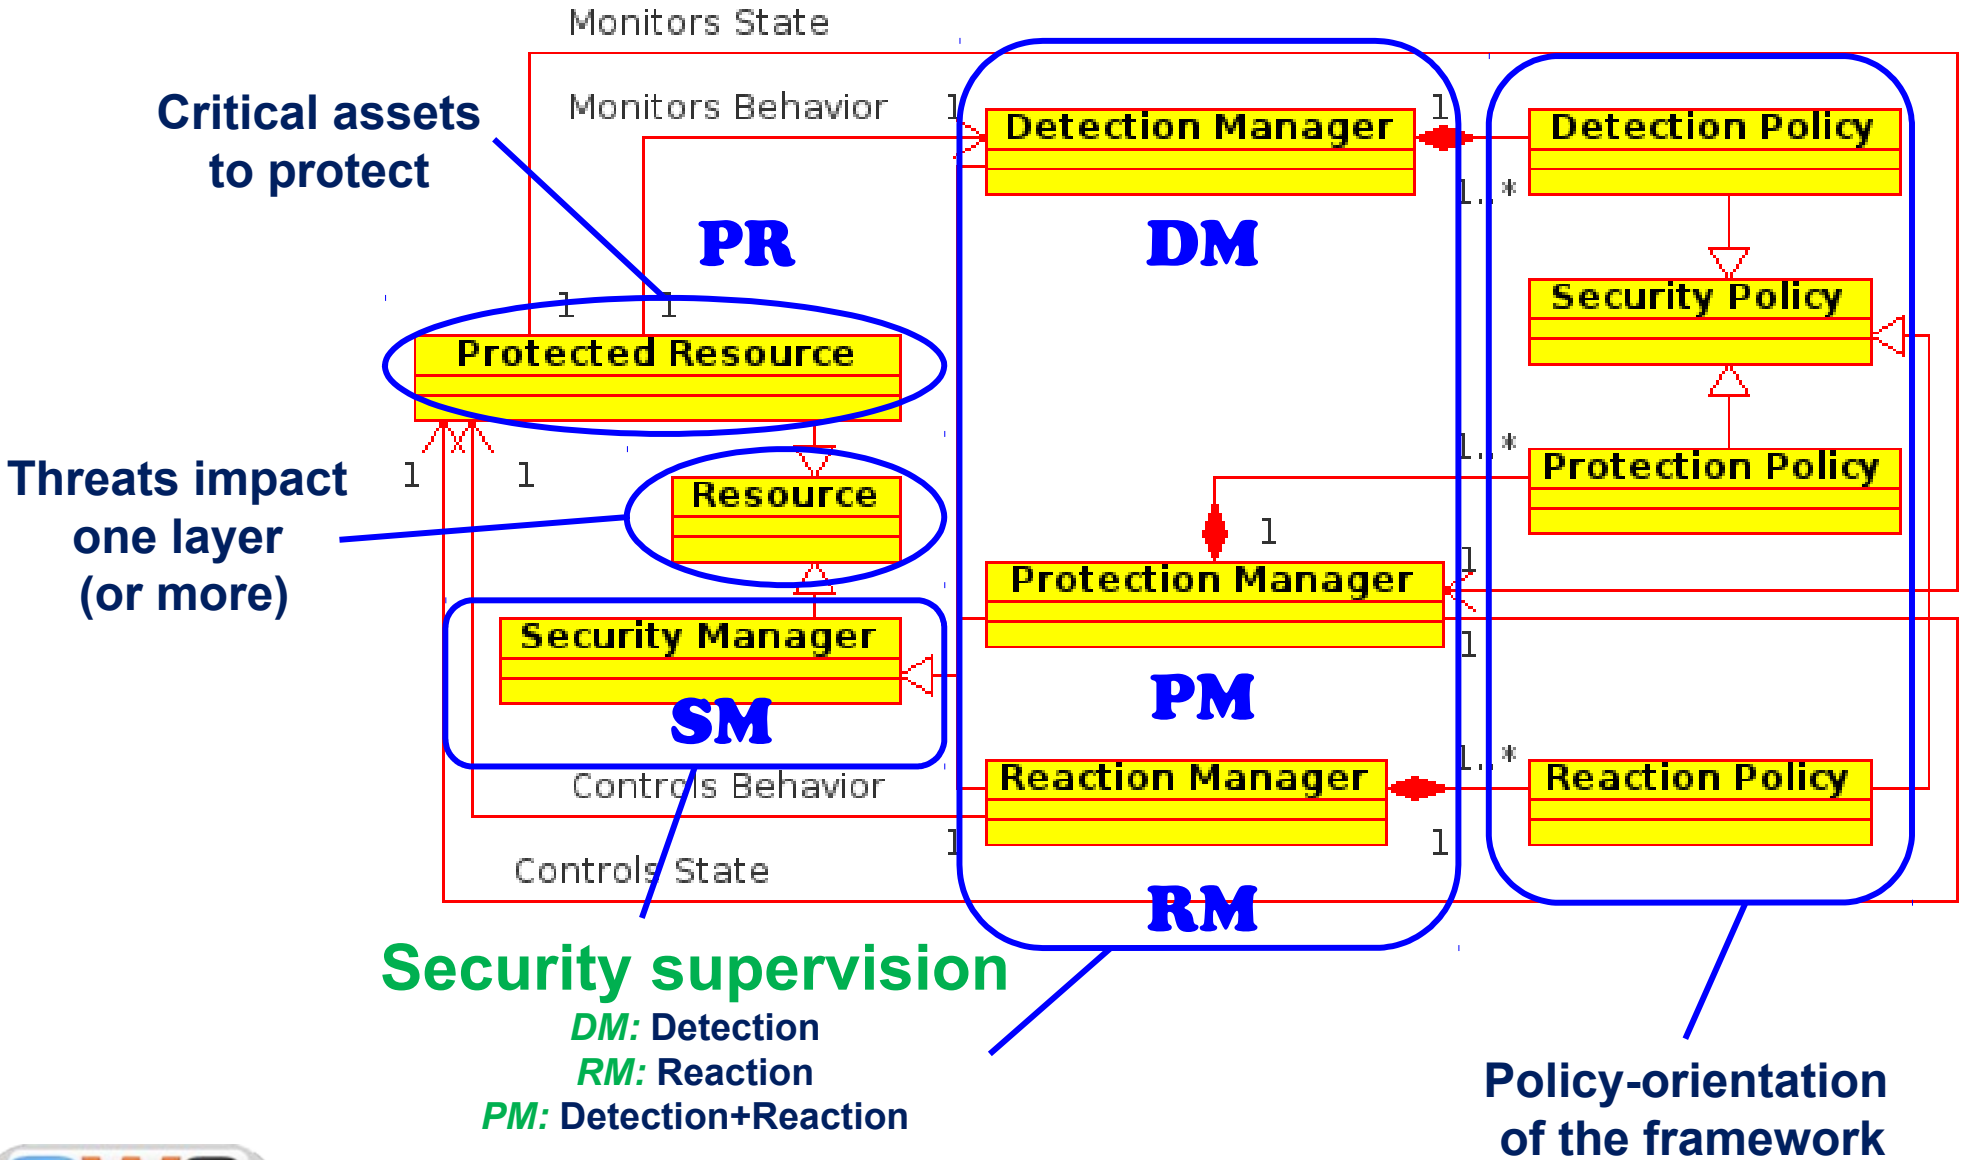 Monitors State
Critical assets
to protect
Monitors Behavior
1
Detection Manager
1
Detection Policy
1..*
PR
DM
Security Policy
1
1
Protected Resource
1..*
Protection Policy
Threats impact
one layer
(or more)
1
1
Resource
1
1
Protection Manager
Security Manager
1
SM
PM
1..*
Reaction Manager
Reaction Policy
Controls Behavior
1
1
Controls State
RM
Security supervision
DM: Detection
RM: Reaction
PM: Detection+Reaction
Policy-orientation
of the framework